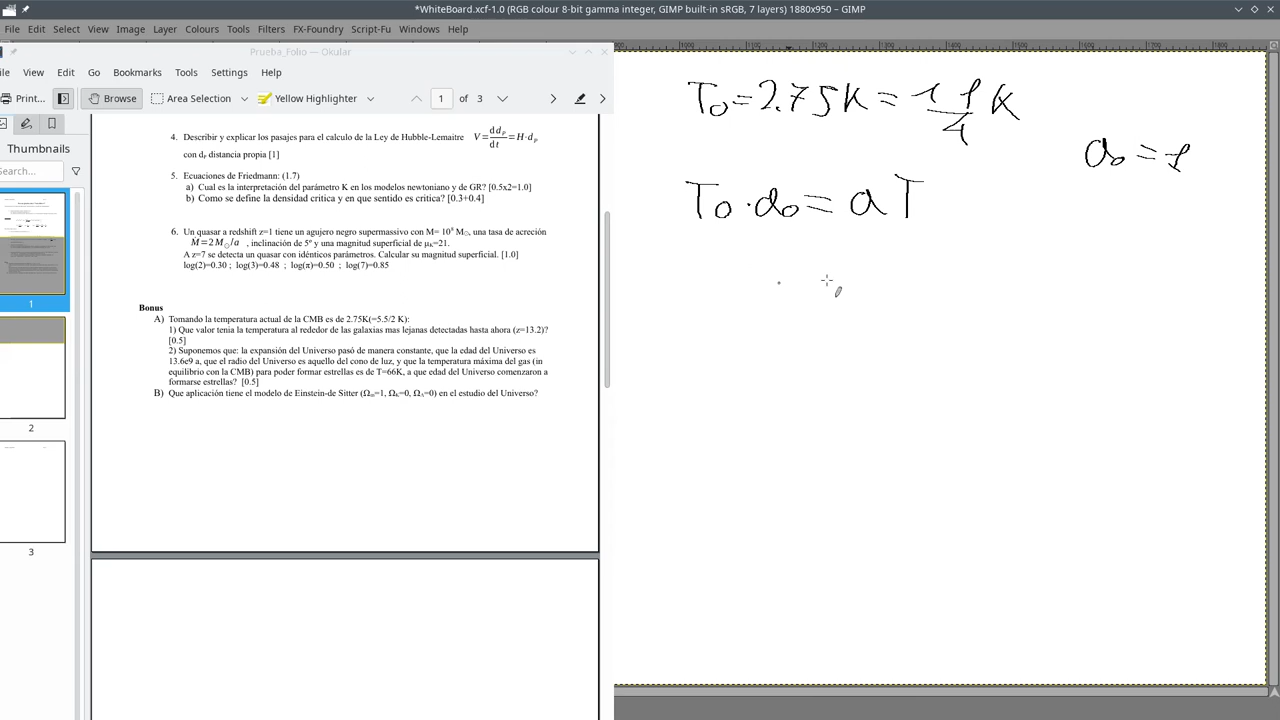 *WhiteBoard.xcf-1.0 (RGB colour 8-bit gamma integer, GIMP built-in sRGB, 7 layers) 1880x950 – GIMP
File Edit Select View Image Layer Colours Tools Filters FX-Foundry Script-Fu Windows Help
Prueba_Folio — Okular
ile View Edit Go Bookmarks Tools Settings Help
Print... Browse Area Selection Yellow Highlighter 1 of 3
Thumbnails
Search...
1
2
3
4. Describir y explicar los pasajes para el calculo de la Ley de Hubble-Lemaitre V = d d_p / dt = H · d_p
con d_P distancia propia [1]
5. Ecuaciones de Friedmann: (1.7)
a) Cual es la interpretación del parámetro K en los modelos newtoniano y de GR? [0.5x2=1.0]
b) Como se define la densidad critica y en que sentido es critica? [0.3+0.4]
6. Un quasar a redshift z=1 tiene un agujero negro supermassivo con M= 10⁸ M☉, una tasa de acreción
Ṁ=2 M☉/a , inclinación de 5º y una magnitud superficial de μ_K=21.
A z=7 se detecta un quasar con idénticos parámetros. Calcular su magnitud superficial. [1.0]
log(2)=0.30 ; log(3)=0.48 ; log(π)=0.50 ; log(7)=0.85
Bonus
A) Tomando la temperatura actual de la CMB es de 2.75K(=5.5/2 K):
1) Que valor tenia la temperatura al rededor de las galaxias mas lejanas detectadas hasta ahora (z=13.2)?
[0.5]
2) Suponemos que: la expansión del Universo pasó de manera constante, que la edad del Universo es
13.6e9 a, que el radio del Universo es aquello del cono de luz, y que la temperatura máxima del gas (in
equilibrio con la CMB) para poder formar estrellas es de T=66K, a que edad del Universo comenzaron a
formarse estrellas? [0.5]
B) Que aplicación tiene el modelo de Einstein-de Sitter (Ω_m=1, Ω_K=0, Ω_Λ=0) en el estudio del Universo?
900 1000 1100 1200 1300 1400 1500 1600 1700 1800
T₀=2.75K=11/4 K
a₀=1
T₀·a₀=aT